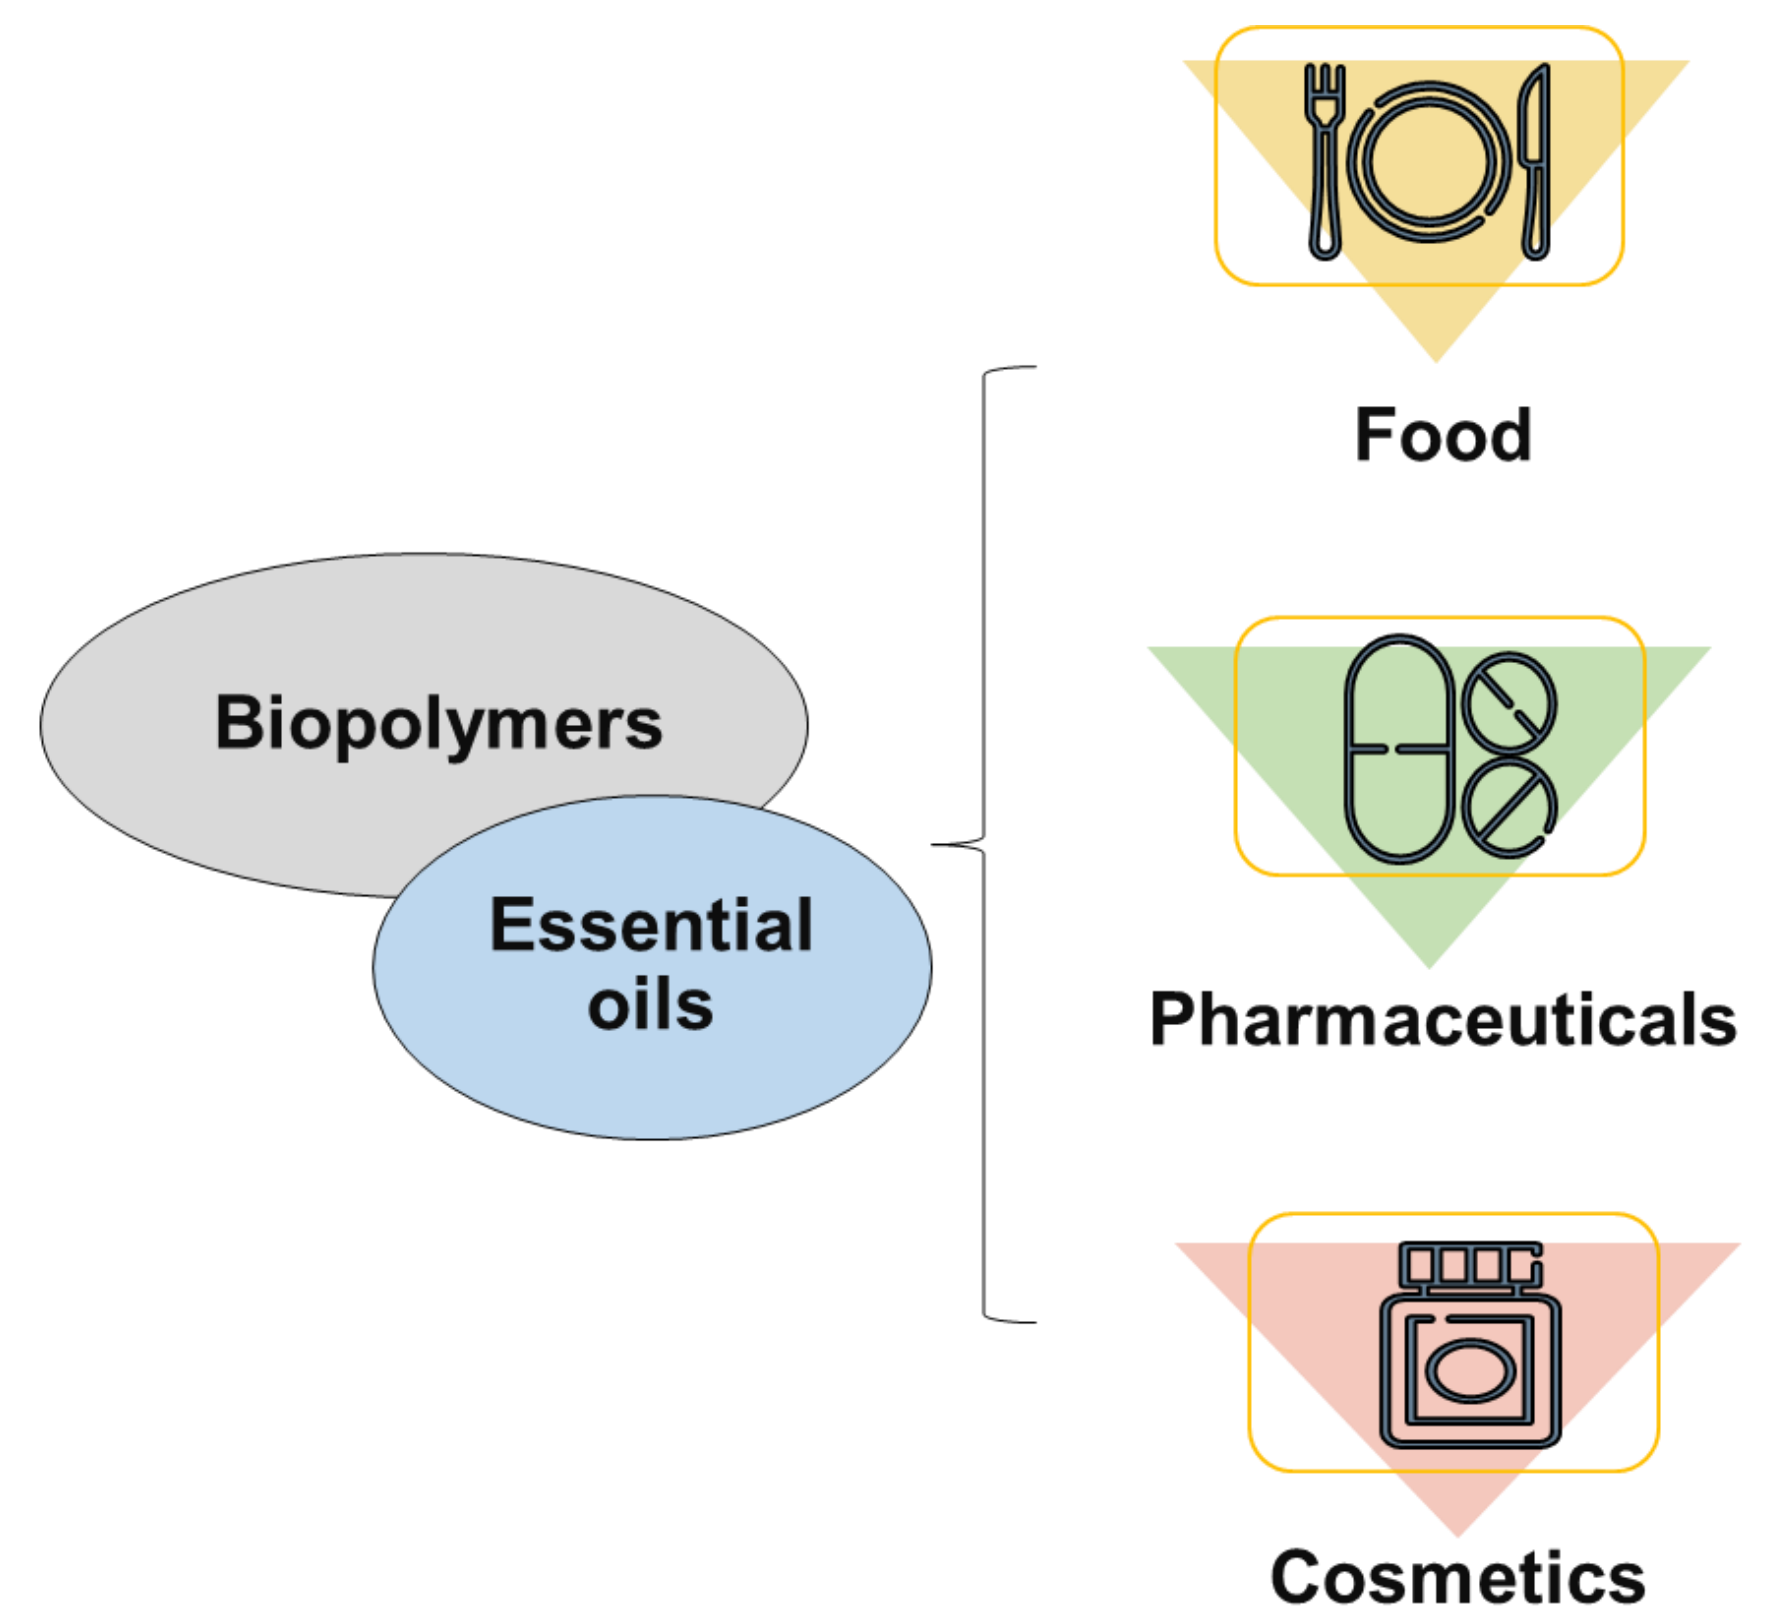 Food
Biopolymers
Essential
oils
Pharmaceuticals
Cosmetics